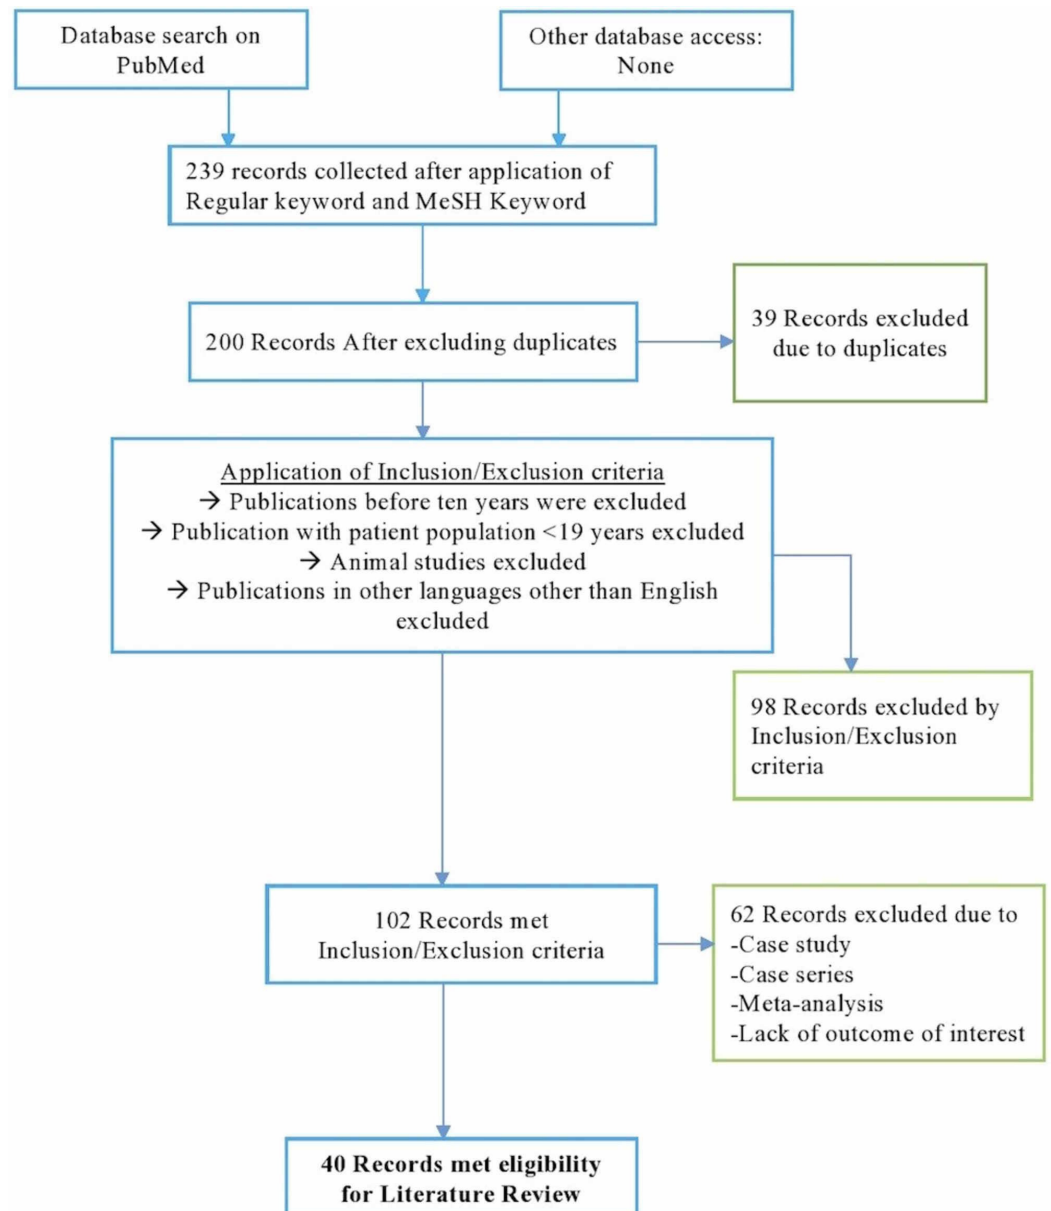 Database search on
PubMed
Other database access:
None
239 records collected after application of
Regular keyword and MeSH Keyword
200 Records After excluding duplicates
39 Records excluded
due to duplicates
Application of Inclusion/Exclusion criteria
→ Publications before ten years were excluded
→ Publication with patient population <19 years excluded
→ Animal studies excluded
→ Publications in other languages other than English
excluded
98 Records excluded by
Inclusion/Exclusion
criteria
102 Records met
Inclusion/Exclusion criteria
62 Records excluded due to
-Case study
-Case series
-Meta-analysis
-Lack of outcome of interest
40 Records met eligibility
for Literature Review